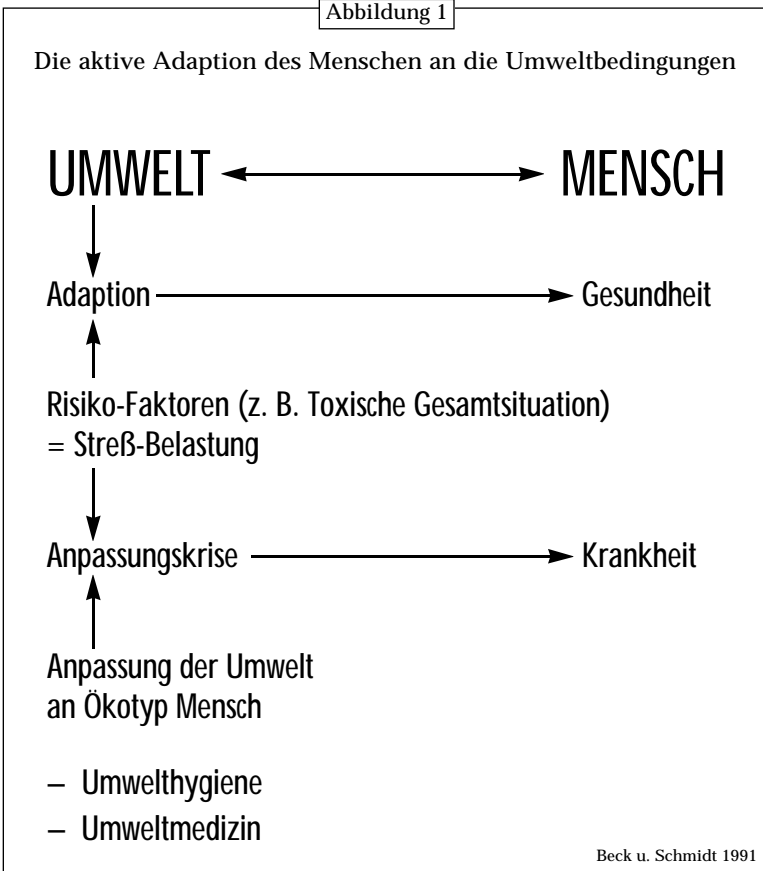 Abbildung 1
Die aktive Adaption des Menschen an die Umweltbedingungen
UMWELT MENSCH
Adaption Gesundheit
Risiko-Faktoren (z. B. Toxische Gesamtsituation)
= Streß-Belastung
Anpassungskrise Krankheit
Anpassung der Umwelt
an Ökotyp Mensch
– Umwelthygiene
– Umweltmedizin
Beck u. Schmidt 1991